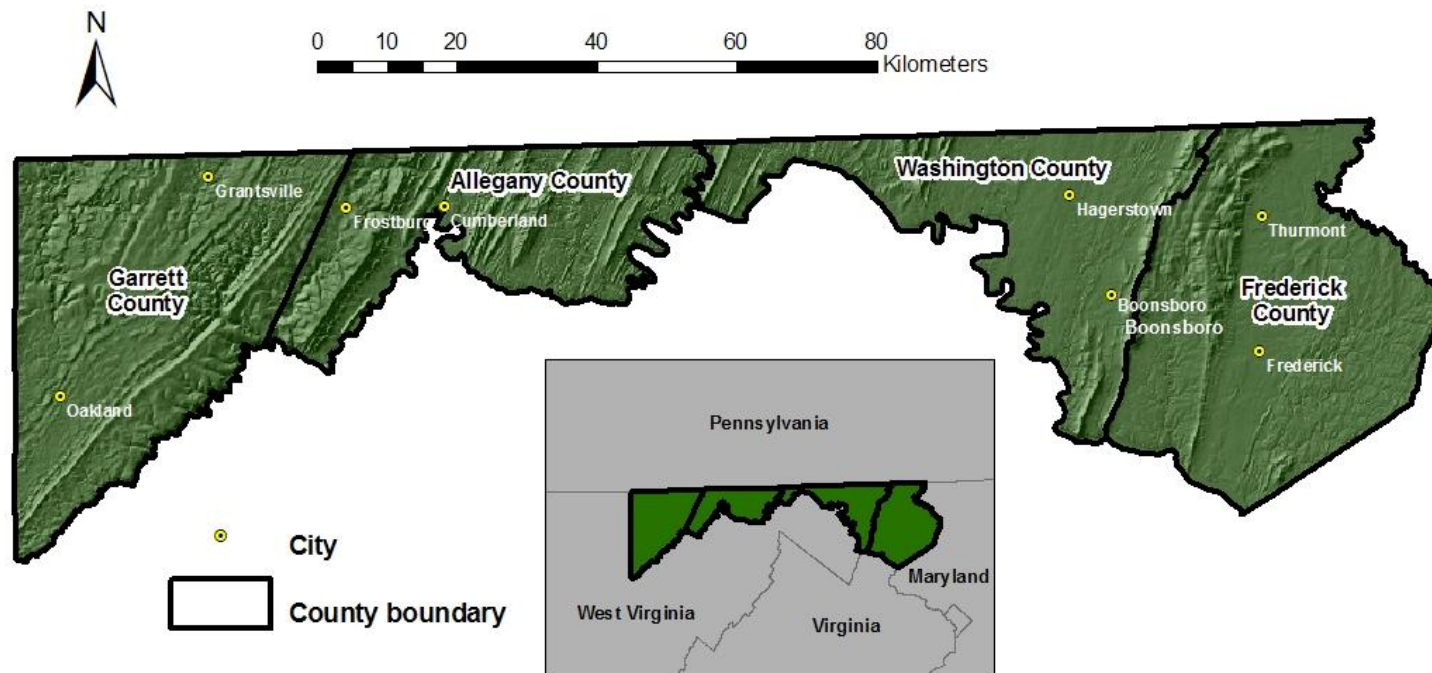 N
0 10 20 40 60 80
Kilometers
Grantsville
Allegany County
Washington County
Frostburg
Cumberland
Hagerstown
Thurmont
Garrett
County
Frederick
County
Boonsboro
Boonsboro
Frederick
Oakland
Pennsylvania
City
County boundary
Maryland
West Virginia
Virginia